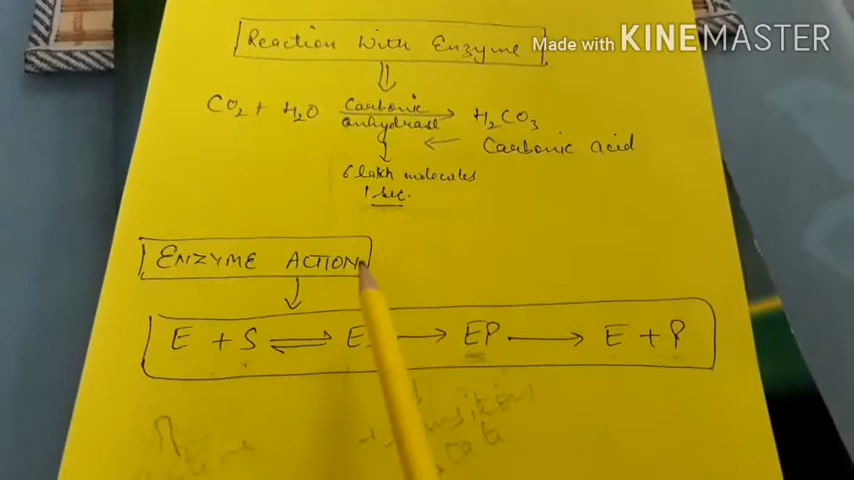 Reaction With Enzyme
Made with KINEMASTER
CO2 + H2O Carbonic anhydrase → H2CO3
← Carbonic acid
6 lakh molecules
1 sec.
ENZYME ACTION
E + S ⇌ E → EP → E + P